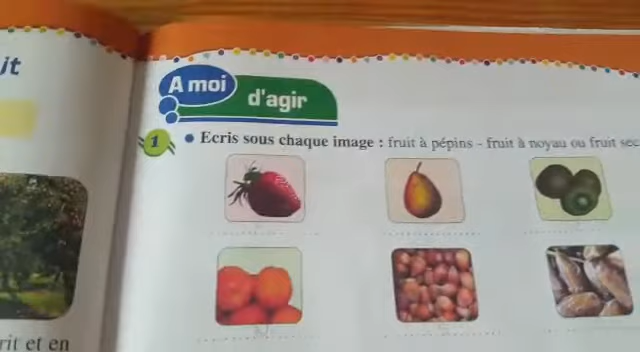 it
A moi
d'agir
1 • Ecris sous chaque image : fruit à pépins - fruit à noyau ou fruit sec
rit et en